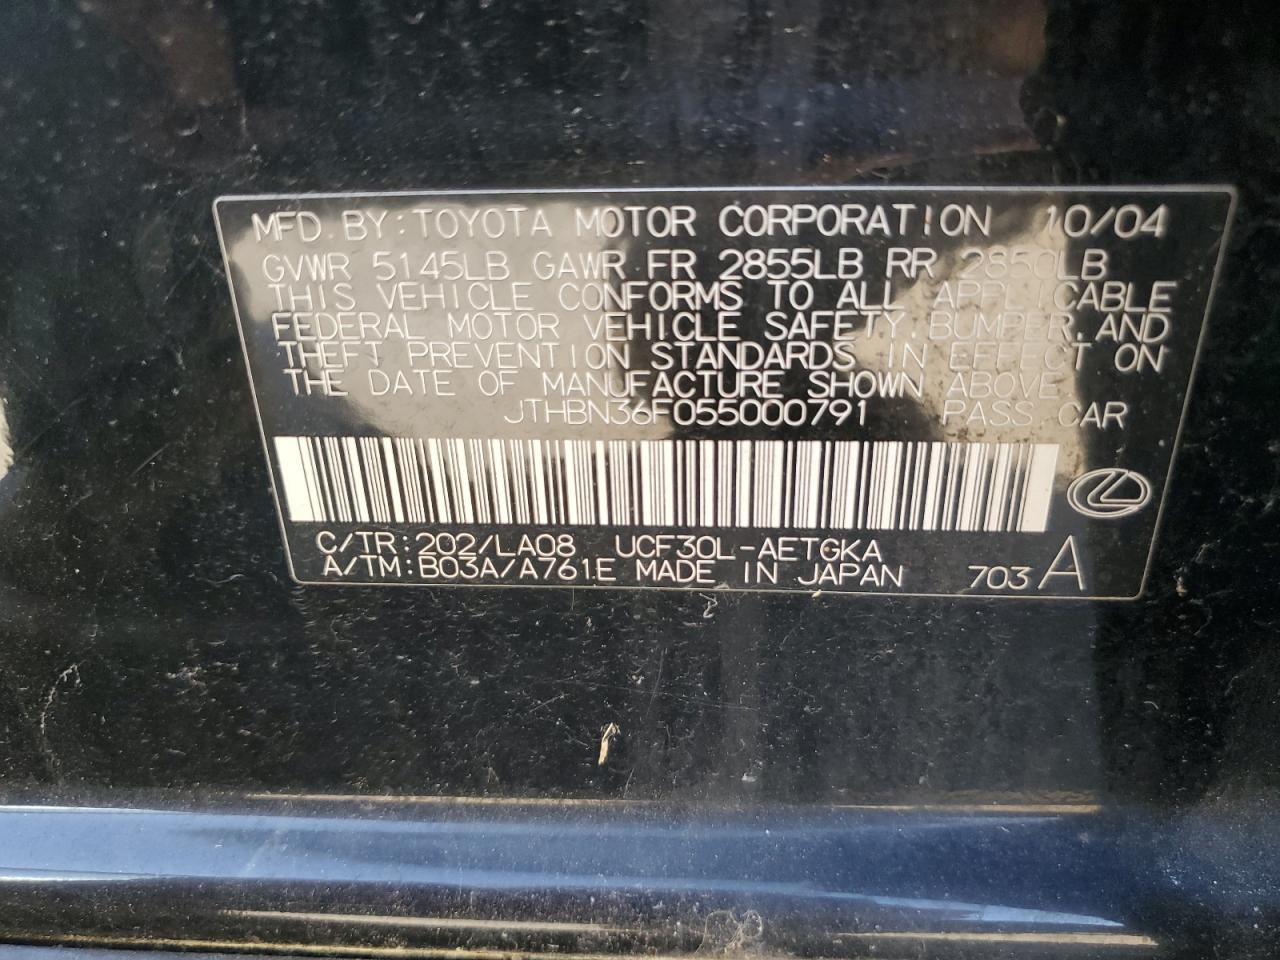 MFD. BY: TOYOTA MOTOR CORPORATION 10/04
GVWR 5145LB GAWR FR 2855LB RR 2850LB
THIS VEHICLE CONFORMS TO ALL APPLICABLE
FEDERAL MOTOR VEHICLE SAFETY, BUMPER, AND
THEFT PREVENTION STANDARDS IN EFFECT ON
THE DATE OF MANUFACTURE SHOWN ABOVE.
JTHBN36F055000791 PASS.CAR
C/TR: 202/LA08 UCF30L-AETGKA
A/TM: B03A/A761E MADE IN JAPAN 703 A